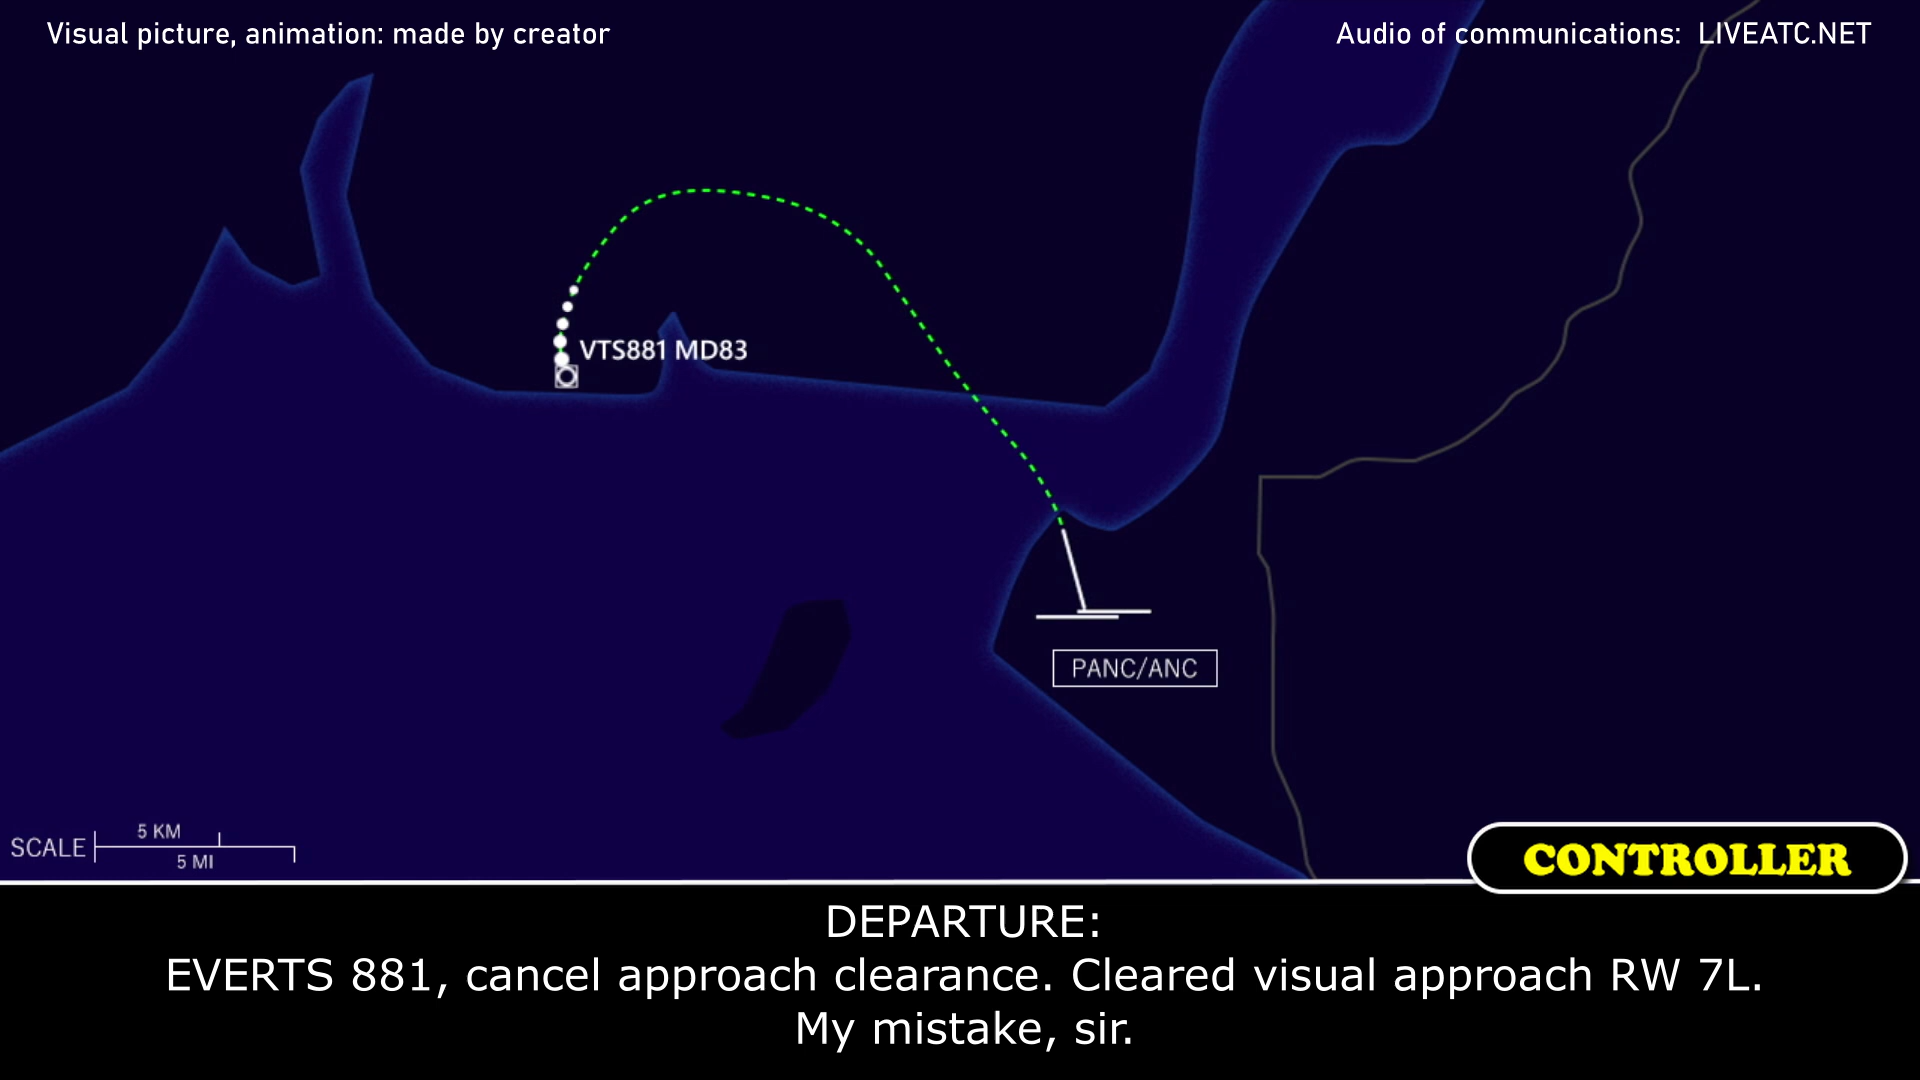 Visual picture, animation: made by creator
Audio of communications: LIVEATC.NET
VTS881 MD83
PANC/ANC
SCALE
5 KM
5 MI
CONTROLLER
DEPARTURE:
EVERTS 881, cancel approach clearance. Cleared visual approach RW 7L.
My mistake, sir.